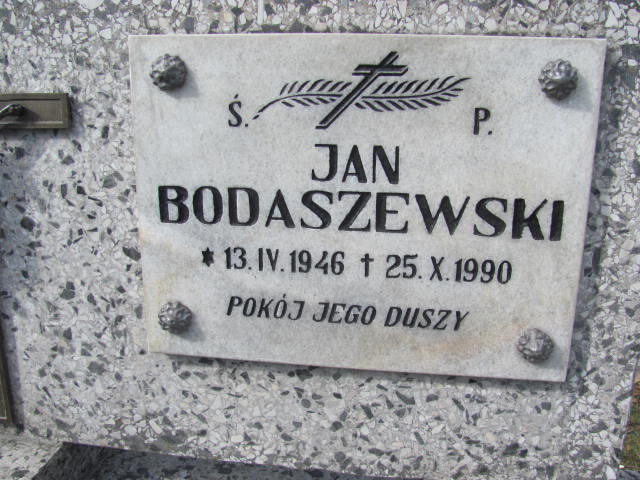 Ś. P.
JAN
BODASZEWSKI
* 13.IV.1946 † 25.X.1990
POKÓJ JEGO DUSZY